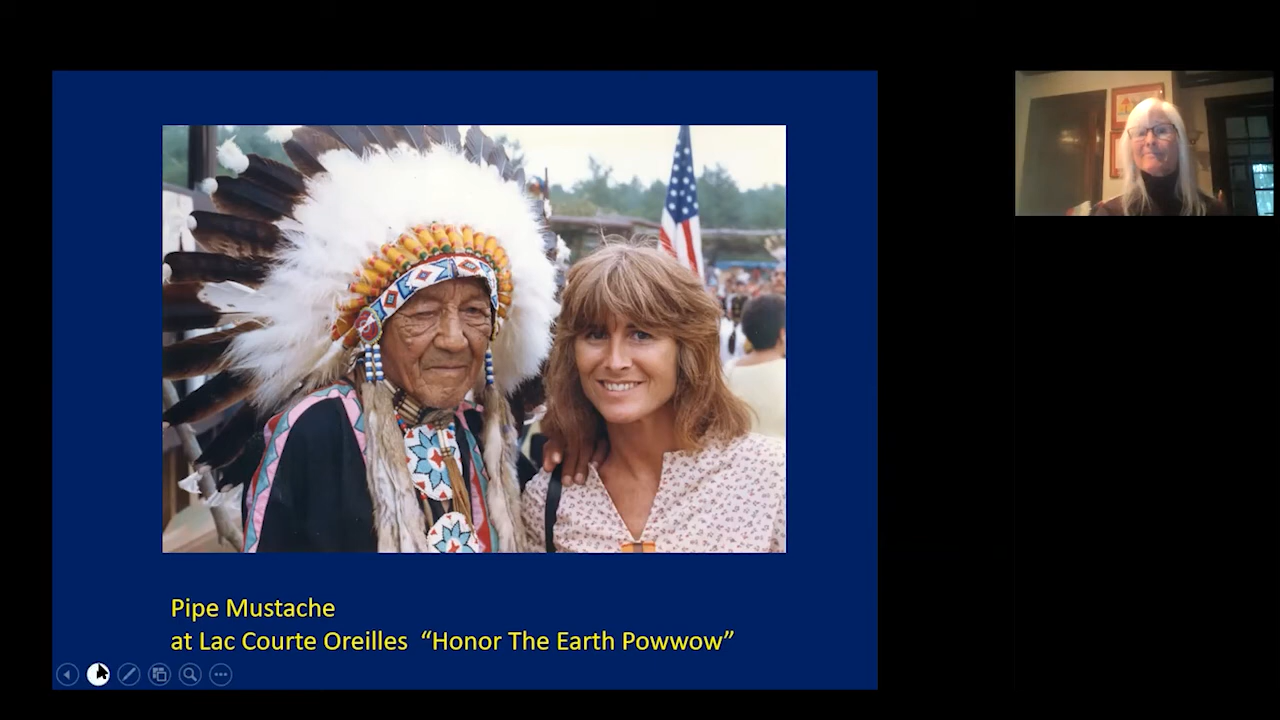 Pipe Mustache
at Lac Courte Oreilles “Honor The Earth Powwow”